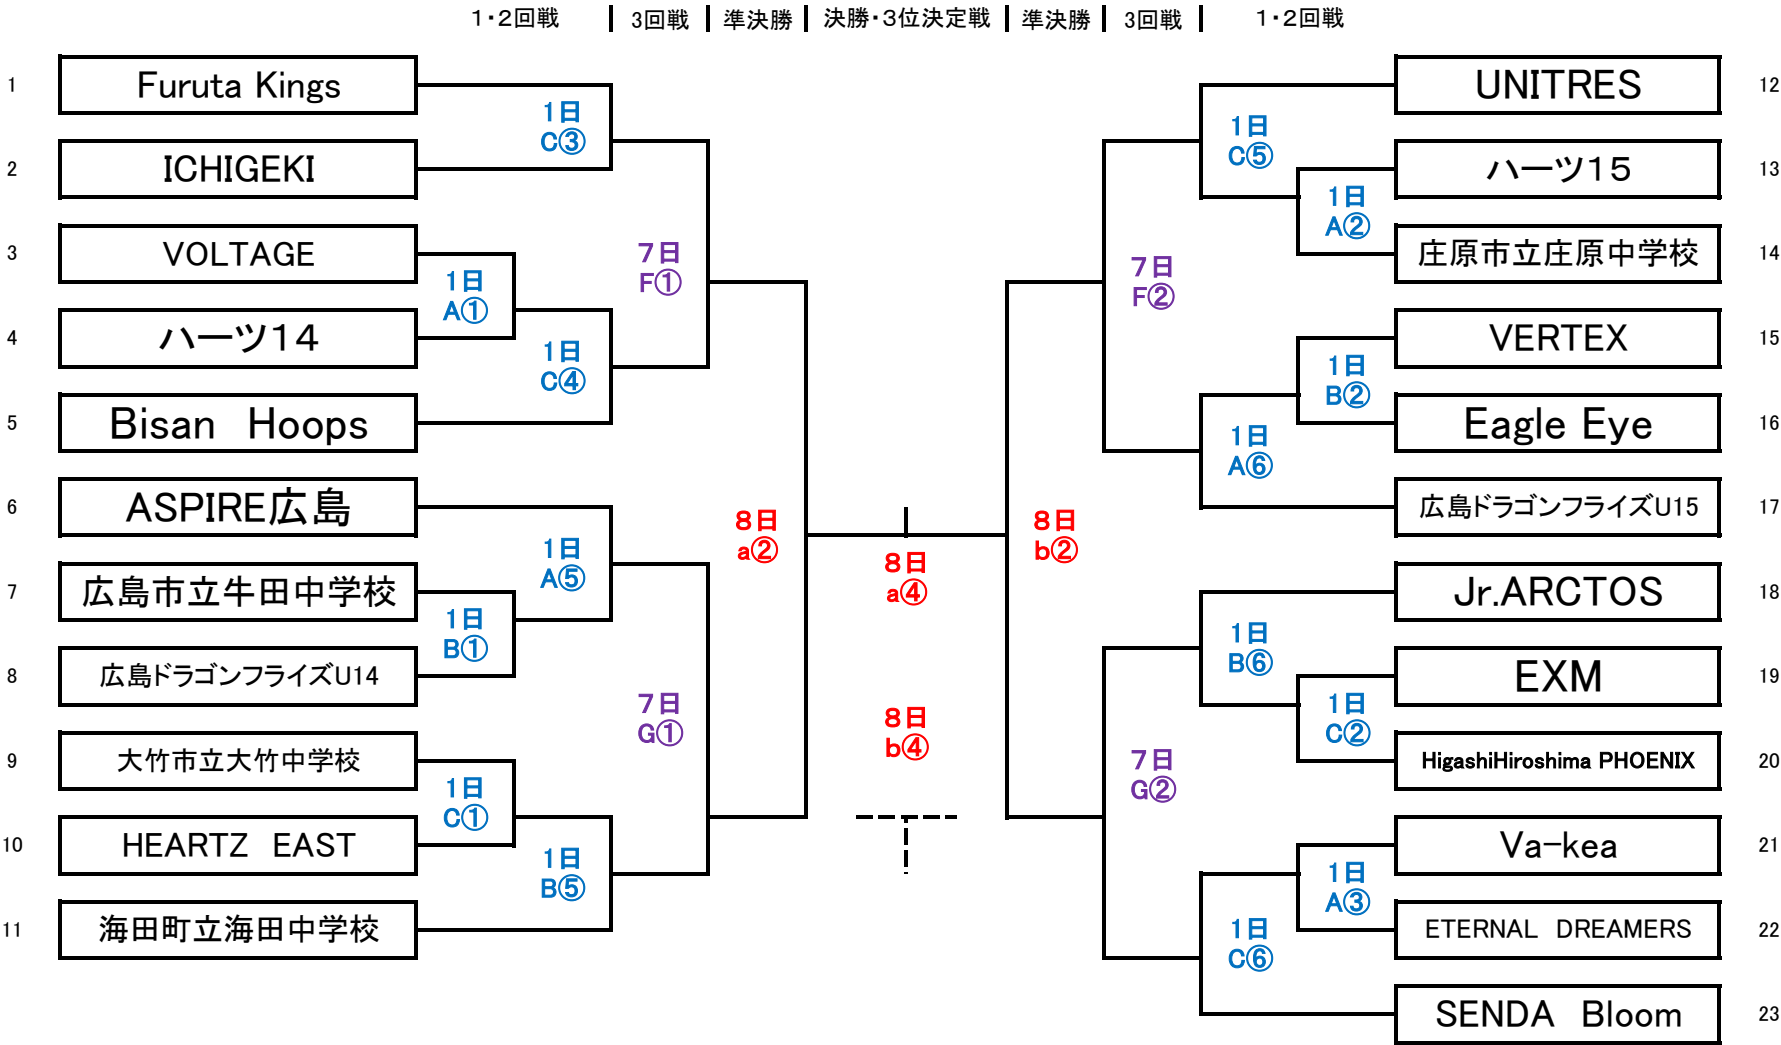 1・2回戦 3回戦 準決勝 決勝・3位決定戦 準決勝 3回戦 1・2回戦
1 Furuta Kings
2 ICHIGEKI
3 VOLTAGE
4 ハーツ14
5 Bisan Hoops
6 ASPIRE広島
7 広島市立牛田中学校
8 広島ドラゴンフライズU14
9 大竹市立大竹中学校
10 HEARTZ EAST
11 海田町立海田中学校
1日
C③
1日
A①
1日
C④
1日
A⑤
1日
B①
1日
C①
1日
B⑤
7日
F①
7日
G①
8日
a②
8日
a④
8日
b④
8日
b②
7日
F②
7日
G②
1日
C⑤
1日
A②
1日
B②
1日
A⑥
1日
B⑥
1日
C②
1日
A③
1日
C⑥
UNITRES 12
ハーツ15 13
庄原市立庄原中学校 14
VERTEX 15
Eagle Eye 16
広島ドラゴンフライズU15 17
Jr.ARCTOS 18
EXM 19
HigashiHiroshima PHOENIX 20
Va-kea 21
ETERNAL DREAMERS 22
SENDA Bloom 23